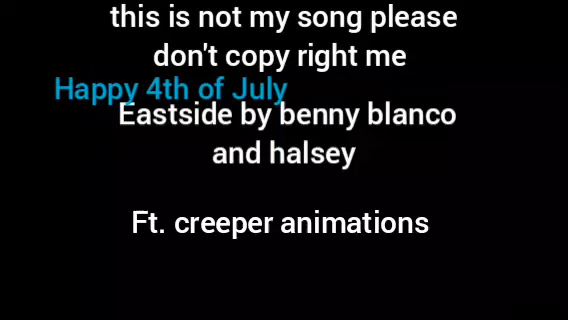 this is not my song please
don't copy right me
Happy 4th of July
Eastside by benny blanco
and halsey
Ft. creeper animations